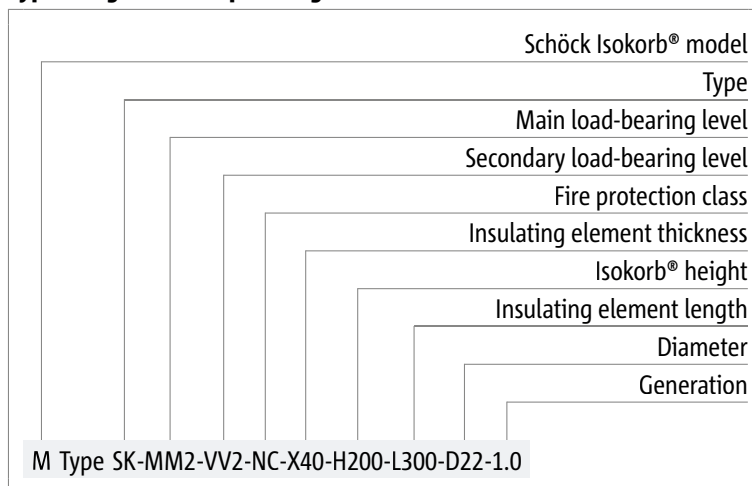 Schöck Isokorb® model
Type
Main load-bearing level
Secondary load-bearing level
Fire protection class
Insulating element thickness
Isokorb® height
Insulating element length
Diameter
Generation
M Type SK-MM2-VV2-NC-X40-H200-L300-D22-1.0